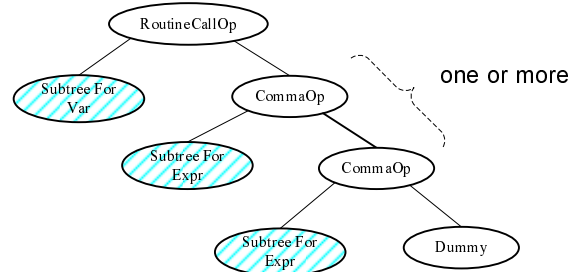 RoutineCallOp
one or more
Subtree For
Var
CommaOp
Subtree For
Expr
CommaOp
Subtree For
Expr
Dummy